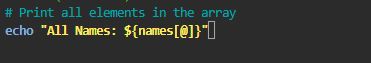 # Print all elements in the array
echo "All Names: ${names[@]}"